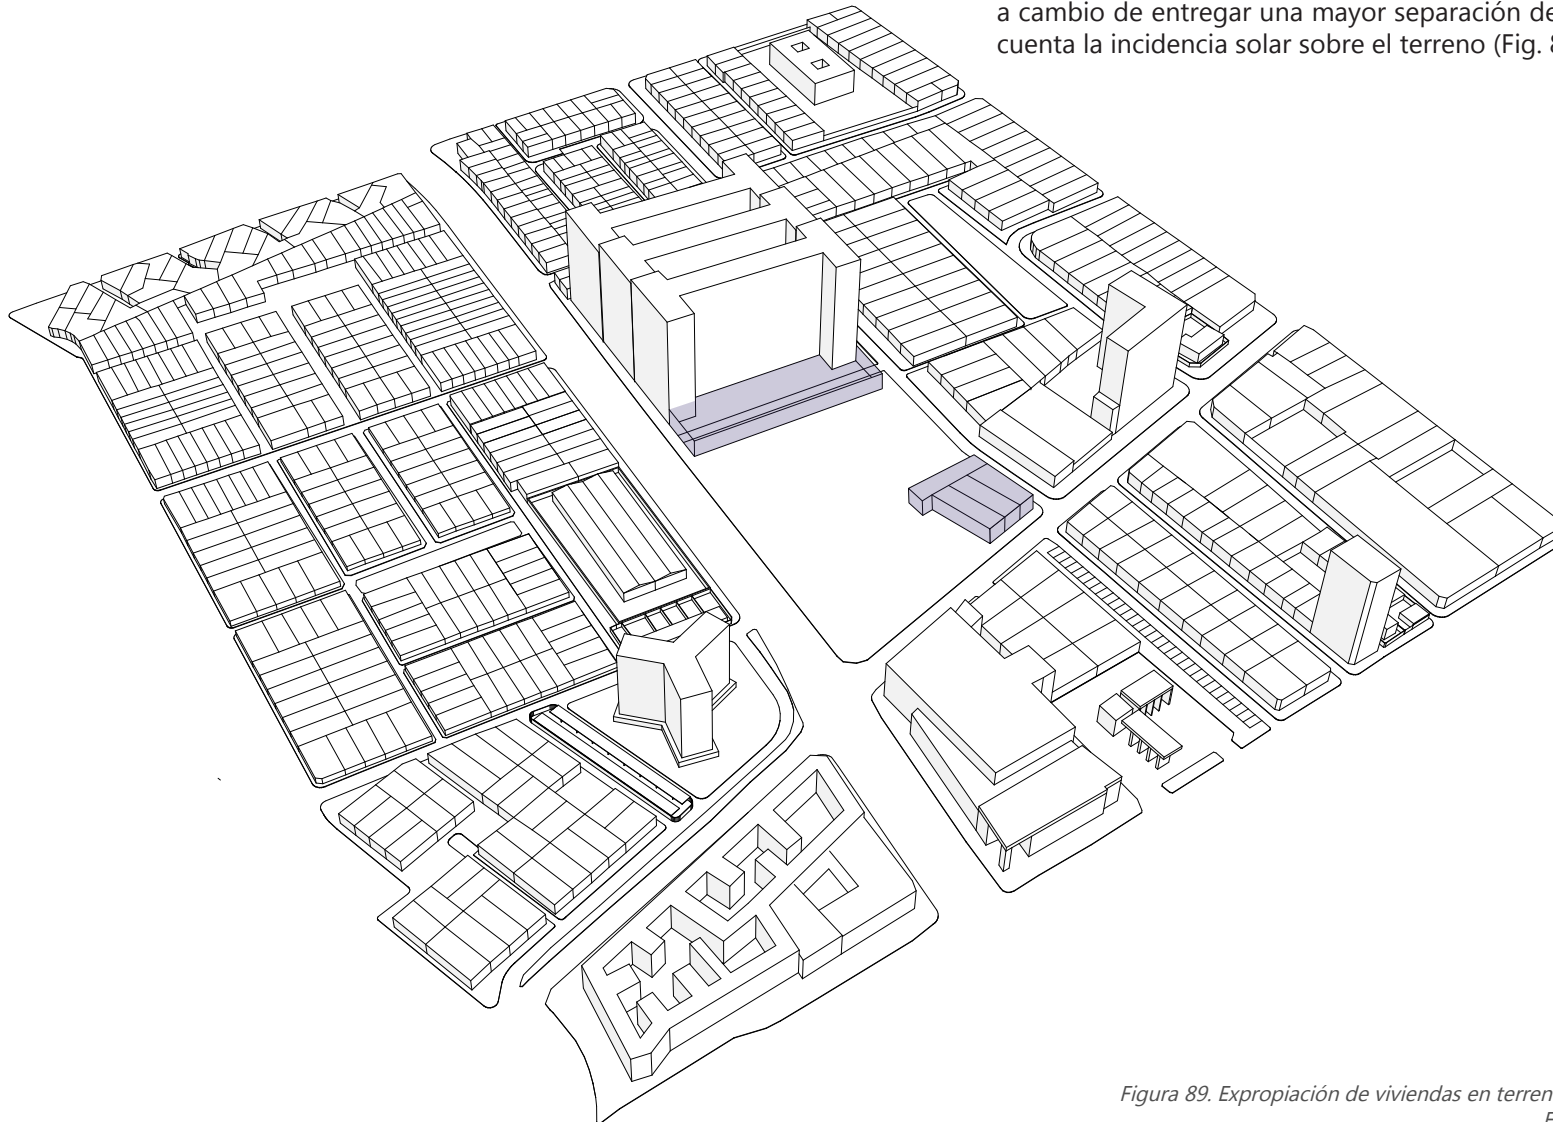 a cambio de entregar una mayor separación de
cuenta la incidencia solar sobre el terreno (Fig. 8
Figura 89. Expropiación de viviendas en terren